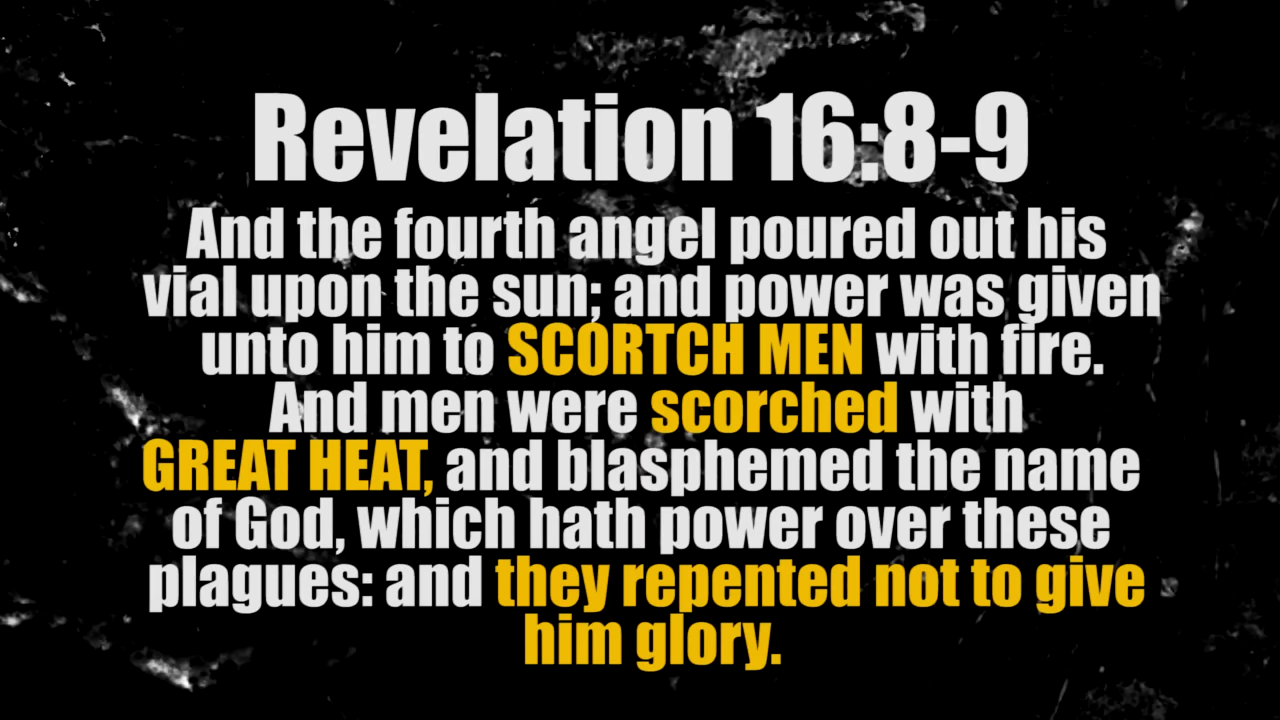 Revelation 16:8-9
And the fourth angel poured out his
vial upon the sun; and power was given
unto him to SCORTCH MEN with fire.
And men were scorched with
GREAT HEAT, and blasphemed the name
of God, which hath power over these
plagues: and they repented not to give
him glory.